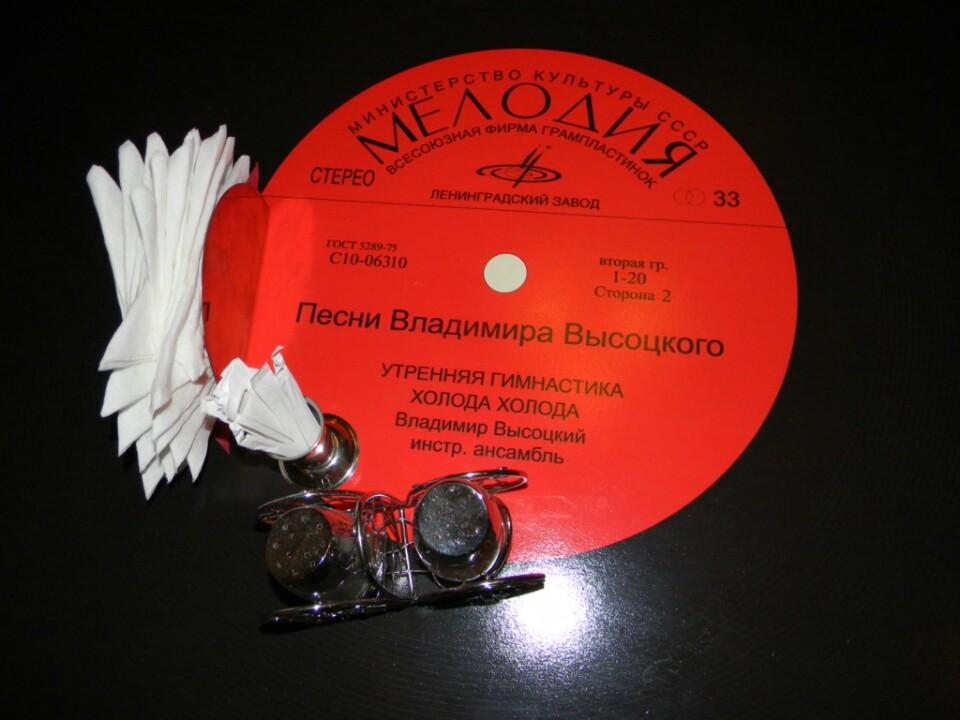 МИНИСТЕРСТВО КУЛЬТУРЫ СССР
МЕЛОДИЯ
ВСЕСОЮЗНАЯ ФИРМА ГРАМПЛАСТИНОК
СТЕРЕО
ЛЕНИНГРАДСКИЙ ЗАВОД
33
ГОСТ 5289-75
С10-06310
вторая гр.
1-20
Сторона 2
Песни Владимира Высоцкого
УТРЕННЯЯ ГИМНАСТИКА
ХОЛОДА ХОЛОДА
Владимир Высоцкий
инстр. ансамбль